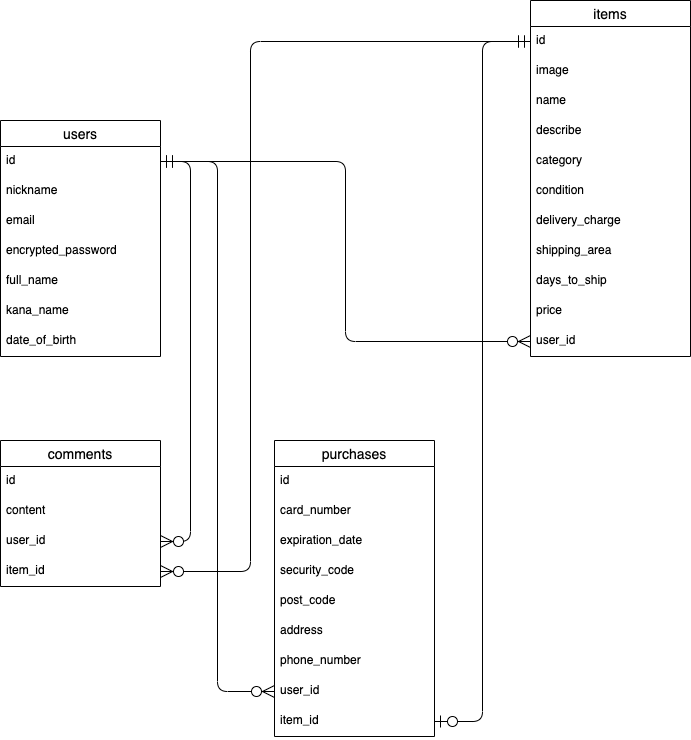 items
id
image
name
describe
category
condition
delivery_charge
shipping_area
days_to_ship
price
user_id
users
id
nickname
email
encrypted_password
full_name
kana_name
date_of_birth
comments
id
content
user_id
item_id
purchases
id
card_number
expiration_date
security_code
post_code
address
phone_number
user_id
item_id